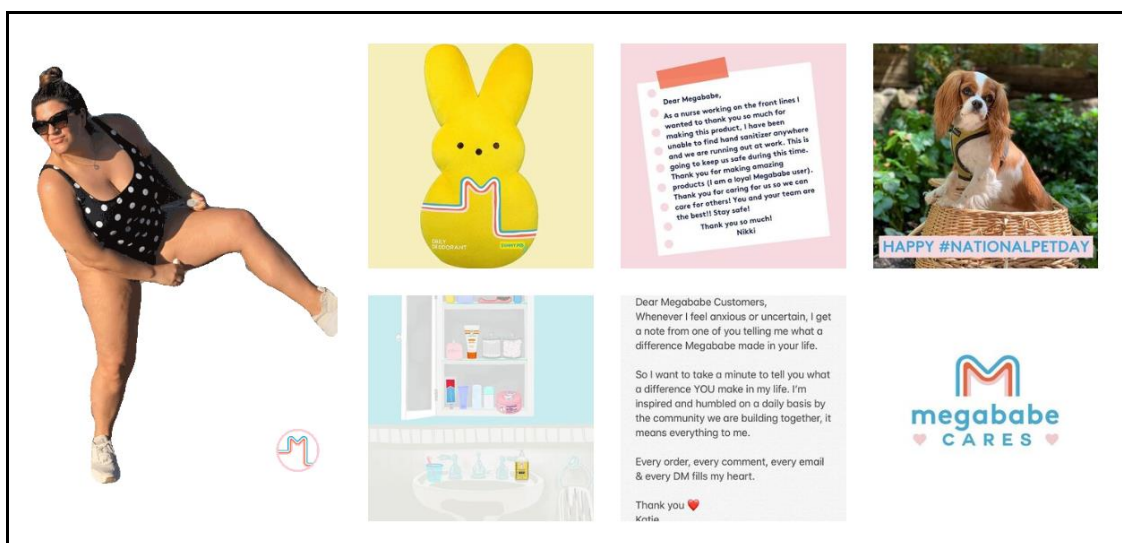 DAILY
DEODORANT
SUNNY PITS
Dear Megababe,
As a nurse working on the front lines I
wanted to thank you so much for
making this product, I have been
unable to find hand sanitizer anywhere
and we are running out at work. This is
going to keep us safe during this time.
Thank you for making amazing
products (I am a loyal Megababe user).
Thank you for caring for us so we can
care for others! You and your team are
the best!! Stay safe!
Thank you so much!
Nikki
HAPPY #NATIONALPETDAY
Dear Megababe Customers,
Whenever I feel anxious or uncertain, I get
a note from one of you telling me what a
difference Megababe made in your life.
So I want to take a minute to tell you what
a difference YOU make in my life. I'm
inspired and humbled on a daily basis by
the community we are building together, it
means everything to me.
Every order, every comment, every email
& every DM fills my heart.
Thank you ❤️
Katie
megababe
CARES